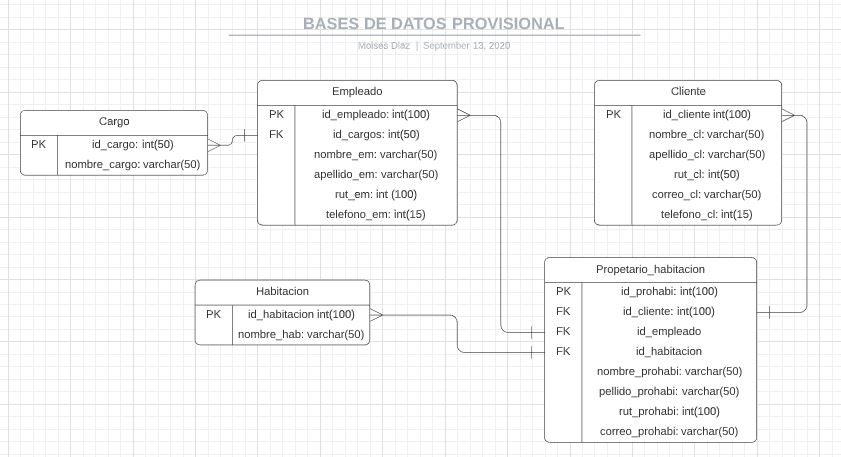 BASES DE DATOS PROVISIONAL
Moises Diaz | September 13, 2020
Cargo
PK id_cargo: int(50)
nombre_cargo: varchar(50)
Empleado
PK id_empleado: int(100)
FK id_cargos: int(50)
nombre_em: varchar(50)
apellido_em: varchar(50)
rut_em: int (100)
telefono_em: int(15)
Cliente
PK id_cliente int(100)
nombre_cl: varchar(50)
apellido_cl: varchar(50)
rut_cl: int(50)
correo_cl: varchar(50)
telefono_cl: int(15)
Habitacion
PK id_habitacion int(100)
nombre_hab: varchar(50)
Propetario_habitacion
PK id_prohabi: int(100)
FK id_cliente: int(100)
FK id_empleado
FK id_habitacion
nombre_prohabi: varchar(50)
pellido_prohabi: varchar(50)
rut_prohabi: int(100)
correo_prohabi: varchar(50)